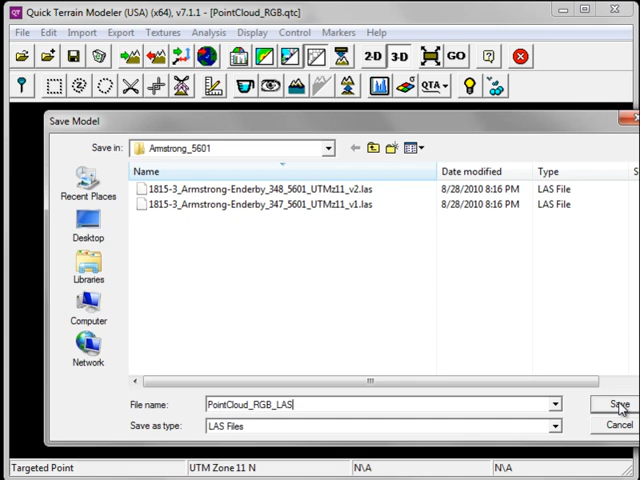 Quick Terrain Modeler (USA) (x64), v7.1.1 - [PointCloud_RGB.qtc]
File Edit Import Export Textures Analysis Display Control Markers Help
2-D 3-D GO
QTA
Save Model
Save in: Armstrong_5601
Name Date modified Type S
1815-3_Armstrong-Enderby_348_5601_UTMz11_v2.las 8/28/2010 8:16 PM LAS File
1815-3_Armstrong-Enderby_347_5601_UTMz11_v1.las 8/28/2010 8:16 PM LAS File
Recent Places
Desktop
Libraries
Computer
Network
File name: PointCloud_RGB_LAS Save
Save as type: LAS Files Cancel
Targeted Point UTM Zone 11 N N\A N\A